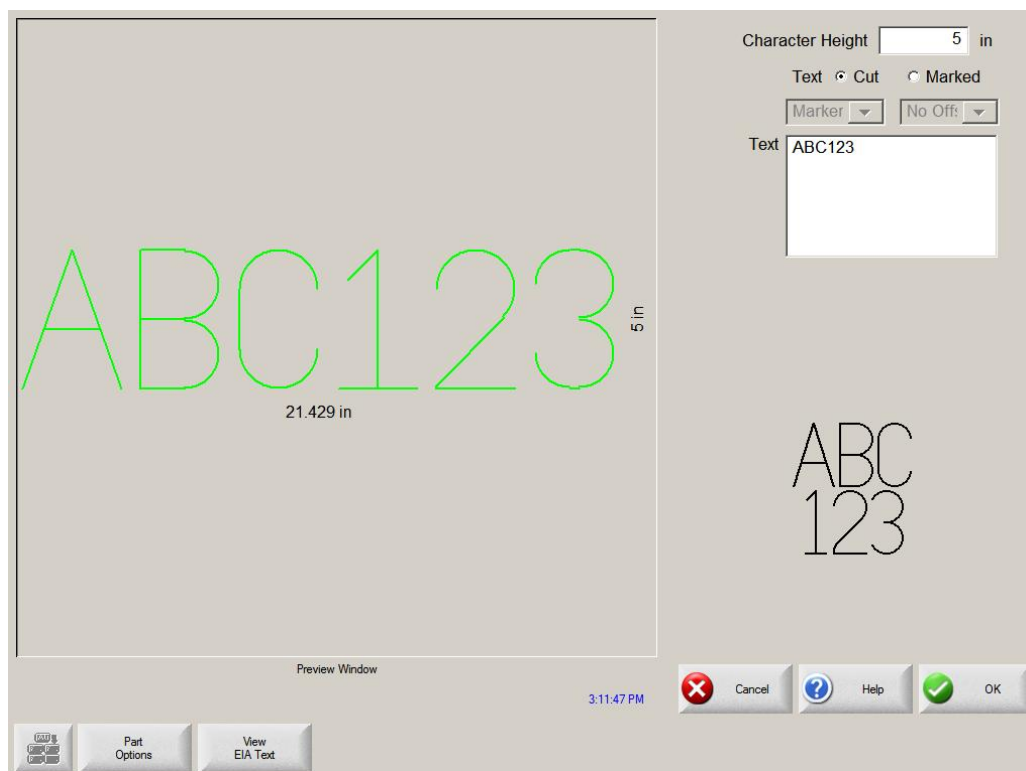 Character Height 5 in
Text Cut Marked
Marker No Off:
Text ABC123
ABC123
5 in
21.429 in
ABC
123
Preview Window
3:11:47 PM
Cancel Help OK
Part
Options
View
EIA Text